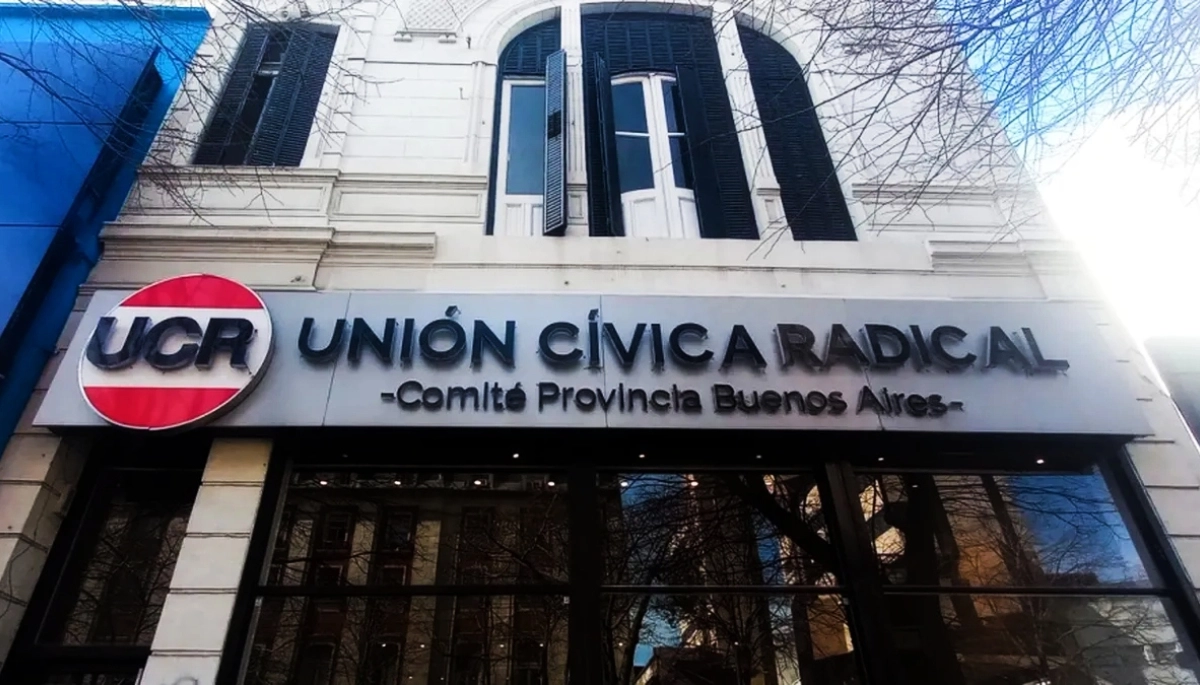 UCR
UNIÓN CÍVICA RADICAL
-Comité Provincia Buenos Aires-